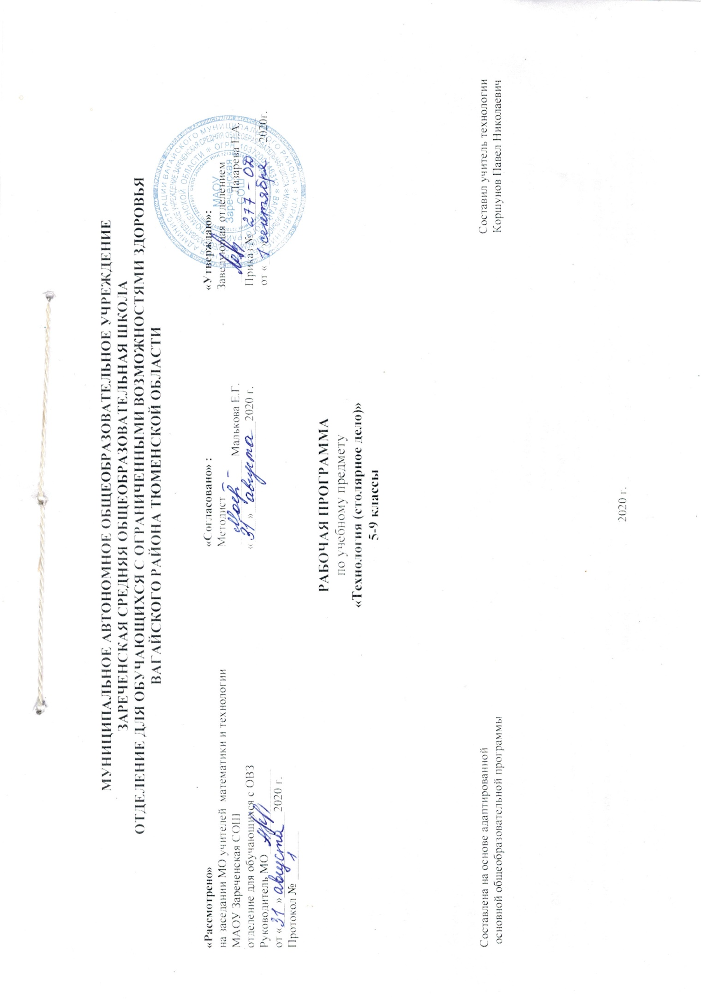 МУНИЦИПАЛЬНОЕ АВТОНОМНОЕ ОБЩЕОБРАЗОВАТЕЛЬНОЕ УЧРЕЖДЕНИЕ
ЗАРЕЧЕНСКАЯ СРЕДНЯЯ ОБЩЕОБРАЗОВАТЕЛЬНАЯ ШКОЛА
ОТДЕЛЕНИЕ ДЛЯ ОБУЧАЮЩИХСЯ С ОГРАНИЧЕННЫМИ ВОЗМОЖНОСТЯМИ ЗДОРОВЬЯ
ВАГАЙСКОГО РАЙОНА ТЮМЕНСКОЙ ОБЛАСТИ
«Рассмотрено»
на заседании МО учителей математики и технологии
МАОУ Зареченская СОШ
отделение для обучающихся с ОВЗ
Руководитель МО
от «31» августа 2020 г.
Протокол № 1
«Согласовано» :
Методист
Малькова Е.Г.
«31» августа 2020 г.
«Утверждаю»:
Заведующая отделением
Лазарева Н.А.
Приказ № 277-ОД
от «1» сентября 2020г.
МАОУ
Зареченская
СОШ
РАБОЧАЯ ПРОГРАММА
по учебному предмету
«Технология (столярное дело)»
5-9 классы
Составлена на основе адаптированной
основной общеобразовательной программы
Составил учитель технологии
Коршунов Павел Николаевич
2020 г.